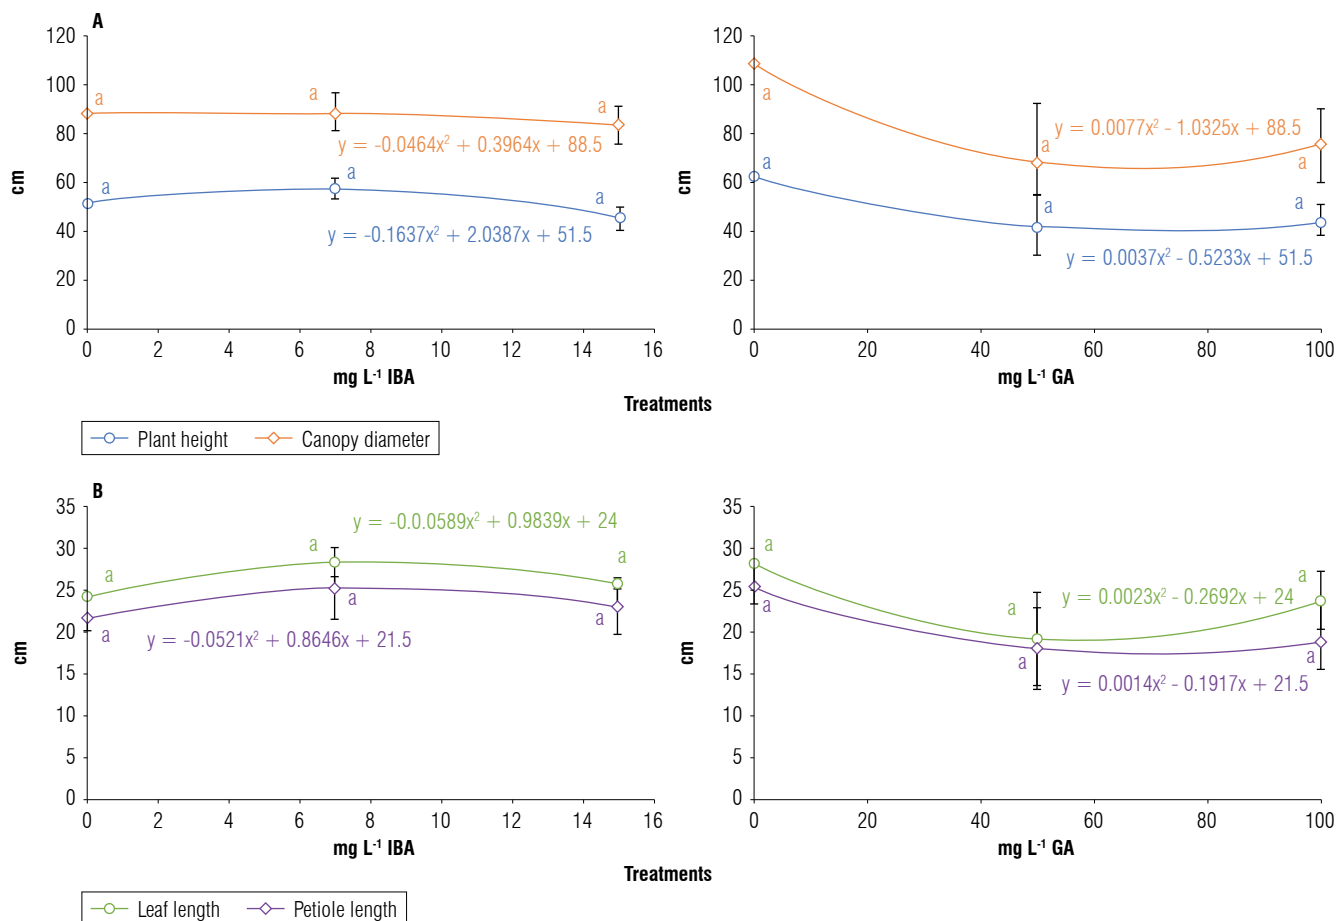 A
120
100
80
60
40
20
0
cm
a
a
a
y = -0.0464x² + 0.3964x + 88.5
a
a
a
y = -0.1637x² + 2.0387x + 51.5
0 2 4 6 8 10 12 14 16
mg L⁻¹ IBA
120
100
80
60
40
20
0
cm
a
a
a
y = 0.0077x² - 1.0325x + 88.5
a
a
a
y = 0.0037x² - 0.5233x + 51.5
0 20 40 60 80 100
mg L⁻¹ GA
Treatments
Plant height Canopy diameter
B
35
30
25
20
15
10
5
0
cm
y = -0.0.0589x² + 0.9839x + 24
a
a
a
a
a
a
y = -0.0521x² + 0.8646x + 21.5
0 2 4 6 8 10 12 14 16
mg L⁻¹ IBA
35
30
25
20
15
10
5
0
cm
a
a
a
y = 0.0023x² - 0.2692x + 24
a
a
a
y = 0.0014x² - 0.1917x + 21.5
0 20 40 60 80 100
mg L⁻¹ GA
Treatments
Leaf length Petiole length